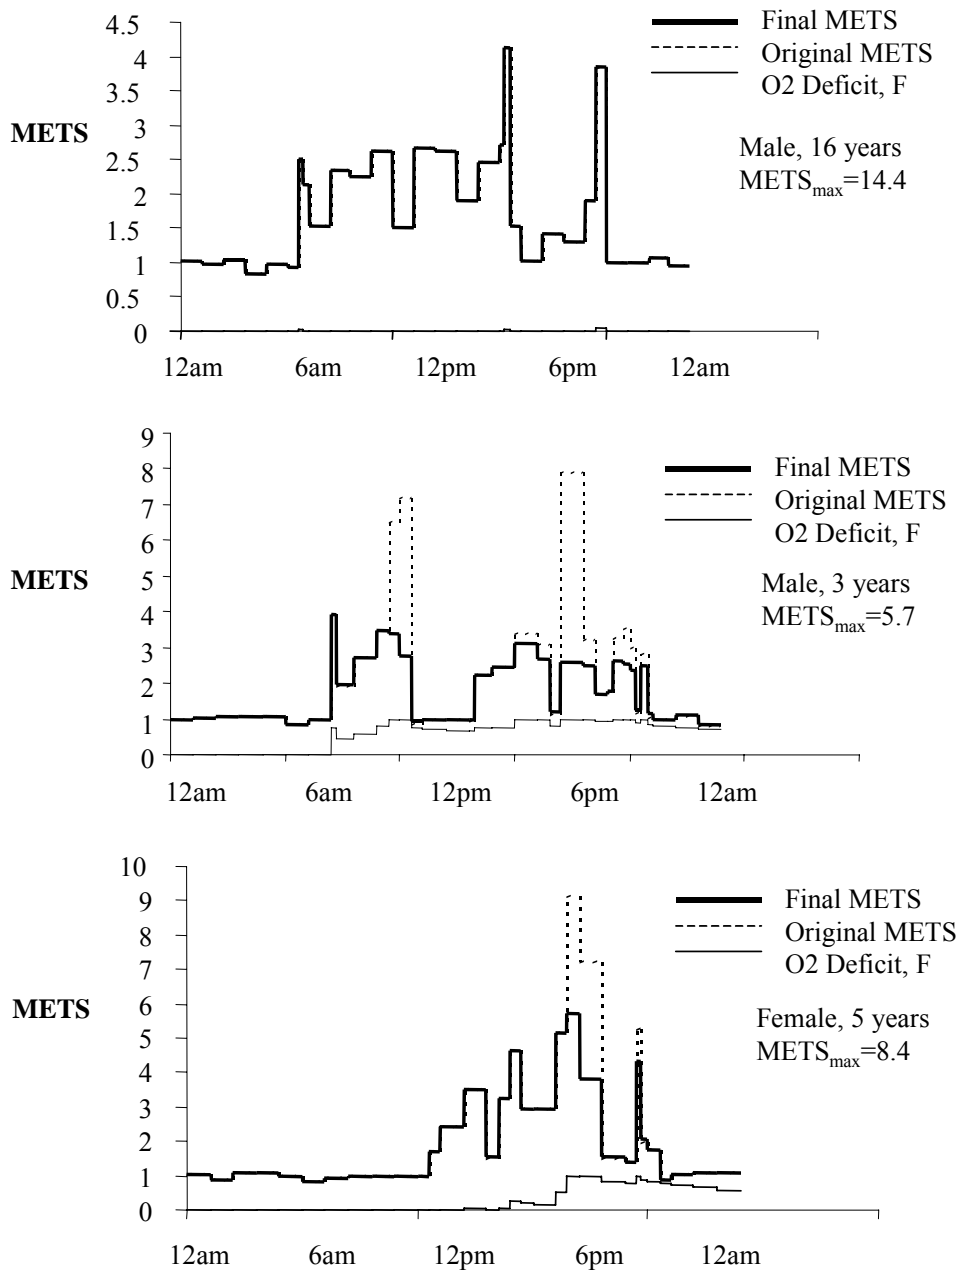 4.5
4
3.5
3
2.5
2
1.5
1
0.5
0
METS
Final METS
Original METS
O2 Deficit, F
Male, 16 years
METSmax=14.4
12am 6am 12pm 6pm 12am
9
8
7
6
5
4
3
2
1
0
METS
Final METS
Original METS
O2 Deficit, F
Male, 3 years
METSmax=5.7
12am 6am 12pm 6pm 12am
10
9
8
7
6
5
4
3
2
1
0
METS
Final METS
Original METS
O2 Deficit, F
Female, 5 years
METSmax=8.4
12am 6am 12pm 6pm 12am